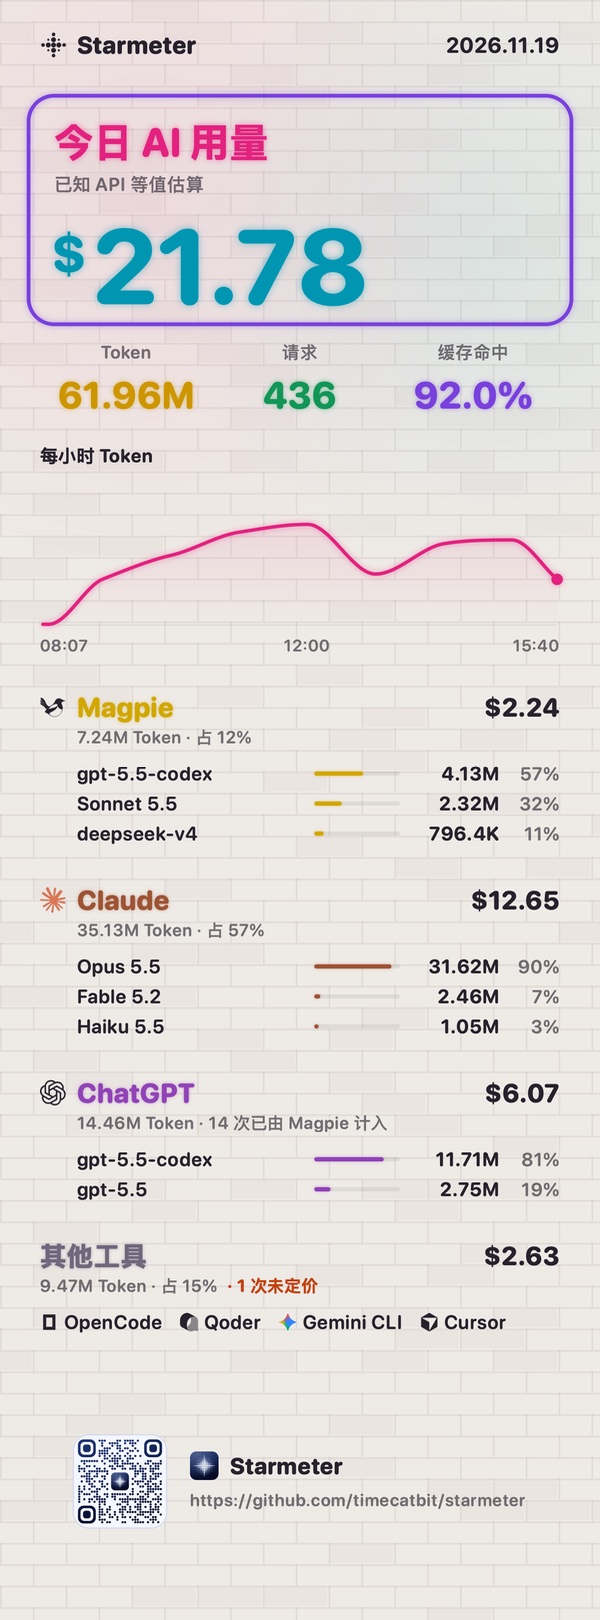 Starmeter
2026.11.19
今日 AI 用量
已知 API 等值估算
$21.78
Token 请求 缓存命中
61.96M 436 92.0%
每小时 Token
08:07 12:00 15:40
Magpie $2.24
7.24M Token · 占 12%
gpt-5.5-codex 4.13M 57%
Sonnet 5.5 2.32M 32%
deepseek-v4 796.4K 11%
Claude $12.65
35.13M Token · 占 57%
Opus 5.5 31.62M 90%
Fable 5.2 2.46M 7%
Haiku 5.5 1.05M 3%
ChatGPT $6.07
14.46M Token · 14 次已由 Magpie 计入
gpt-5.5-codex 11.71M 81%
gpt-5.5 2.75M 19%
其他工具 $2.63
9.47M Token · 占 15% · 1 次未定价
OpenCode Qoder Gemini CLI Cursor
Starmeter
https://github.com/timecatbit/starmeter